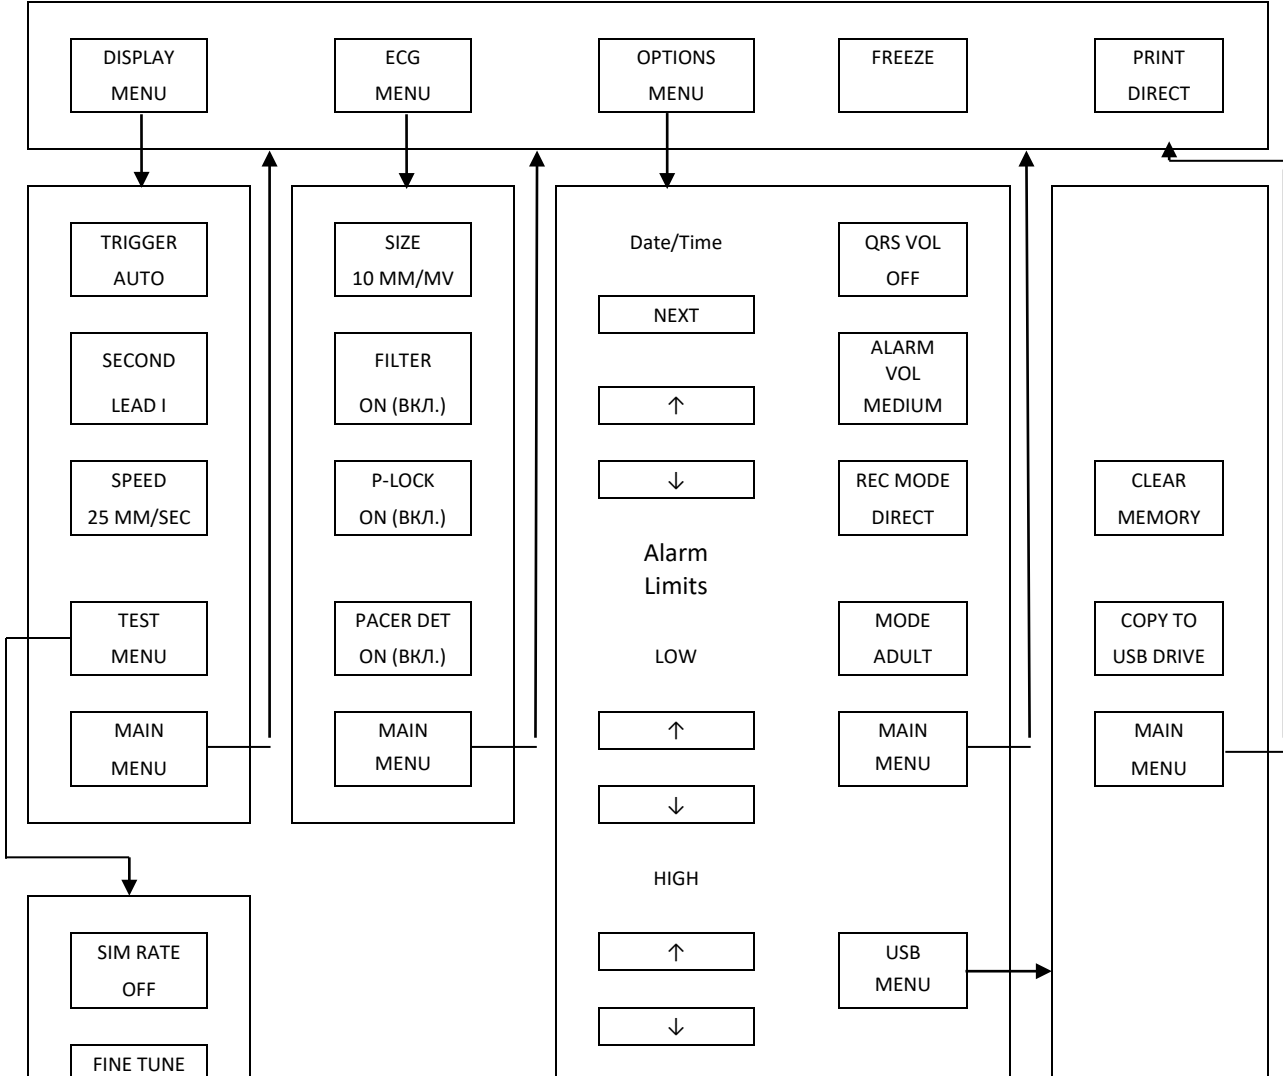 DISPLAY
MENU
ECG
MENU
OPTIONS
MENU
FREEZE
PRINT
DIRECT
TRIGGER
AUTO
SECOND
LEAD I
SPEED
25 MM/SEC
TEST
MENU
MAIN
MENU
SIZE
10 MM/MV
FILTER
ON (ВКЛ.)
P-LOCK
ON (ВКЛ.)
PACER DET
ON (ВКЛ.)
MAIN
MENU
Date/Time
NEXT
↑
↓
Alarm
Limits
LOW
↑
↓
HIGH
↑
↓
QRS VOL
OFF
ALARM
VOL
MEDIUM
REC MODE
DIRECT
MODE
ADULT
MAIN
MENU
USB
MENU
CLEAR
MEMORY
COPY TO
USB DRIVE
MAIN
MENU
SIM RATE
OFF
FINE TUNE